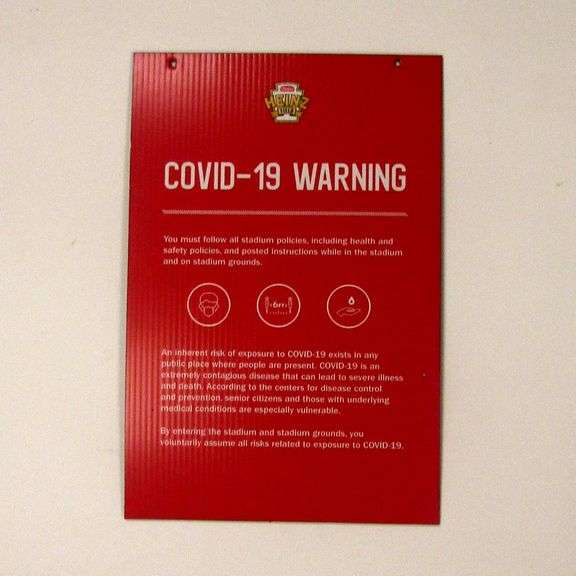 HEINZ
COVID-19 WARNING
You must follow all stadium policies, including health and
safety policies, and posted instructions while in the stadium
and on stadium grounds.
6FT
An inherent risk of exposure to COVID-19 exists in any
public place where people are present. COVID-19 is an
extremely contagious disease that can lead to severe illness
and death. According to the centers for disease control
and prevention, senior citizens and those with underlying
medical conditions are especially vulnerable.
By entering the stadium and stadium grounds, you
voluntarily assume all risks related to exposure to COVID-19.